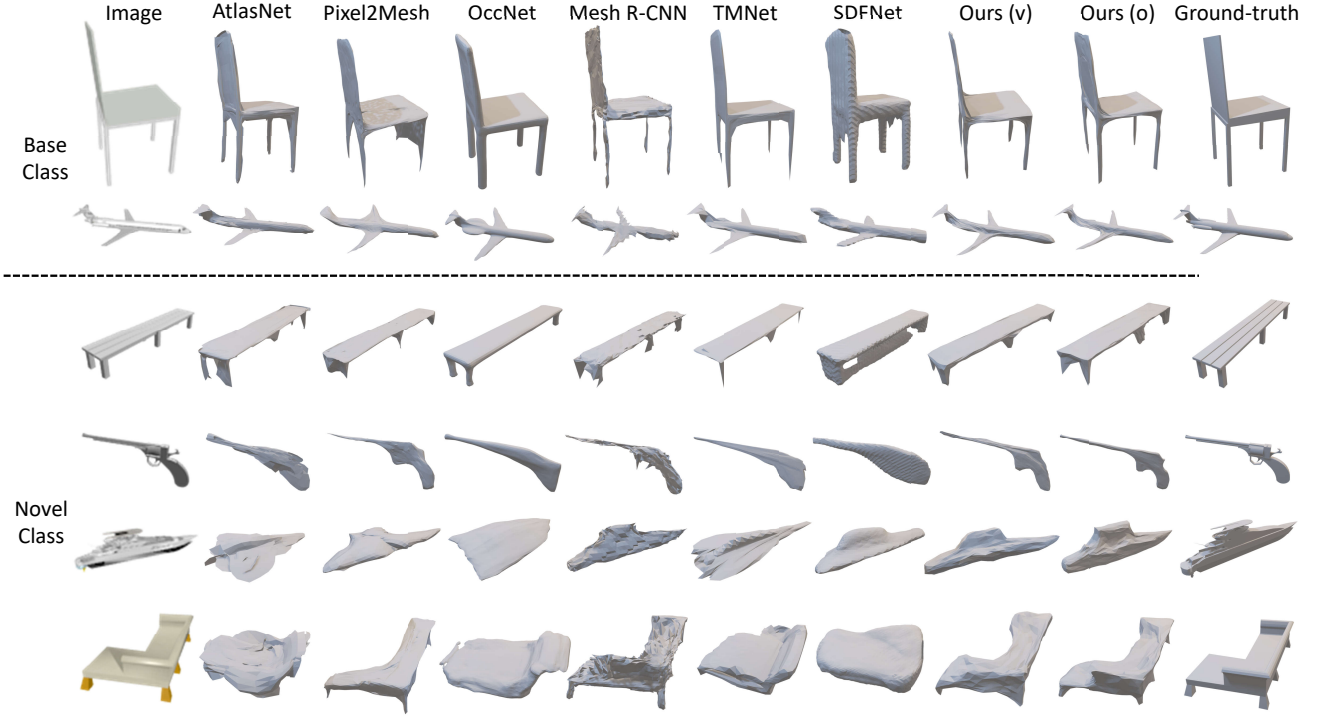 Image AtlasNet Pixel2Mesh OccNet Mesh R-CNN TMNet SDFNet Ours (v) Ours (o) Ground-truth
Base
Class
Novel
Class